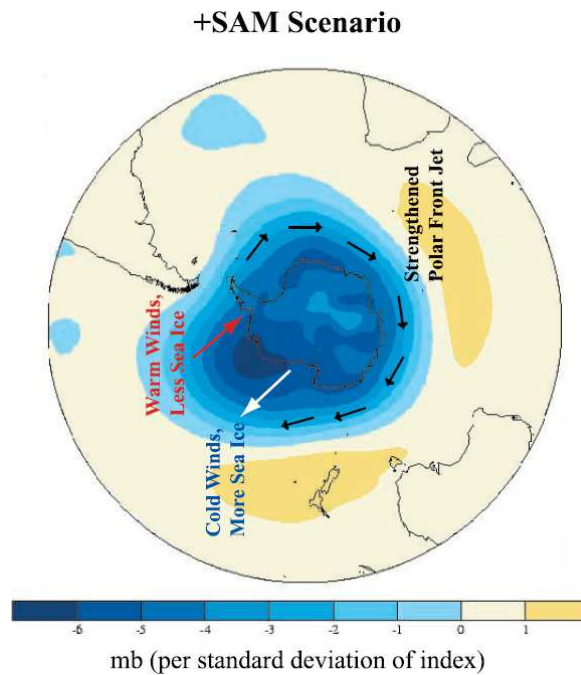 +SAM Scenario
Strengthened
Polar Front Jet
Warm Winds,
Less Sea Ice
Cold Winds,
More Sea Ice
-6 -5 -4 -3 -2 -1 0 1
mb (per standard deviation of index)